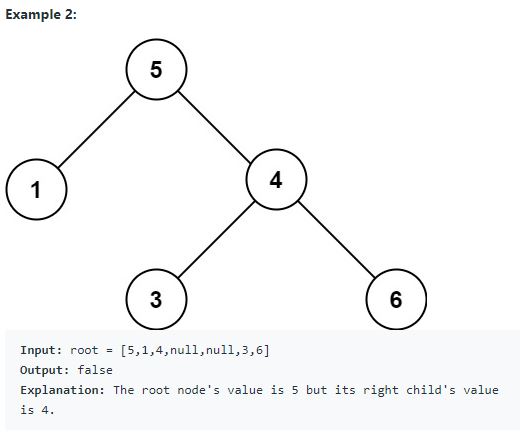 Example 2:
5
1
4
3
6
Input: root = [5,1,4,null,null,3,6]
Output: false
Explanation: The root node's value is 5 but its right child's value
is 4.